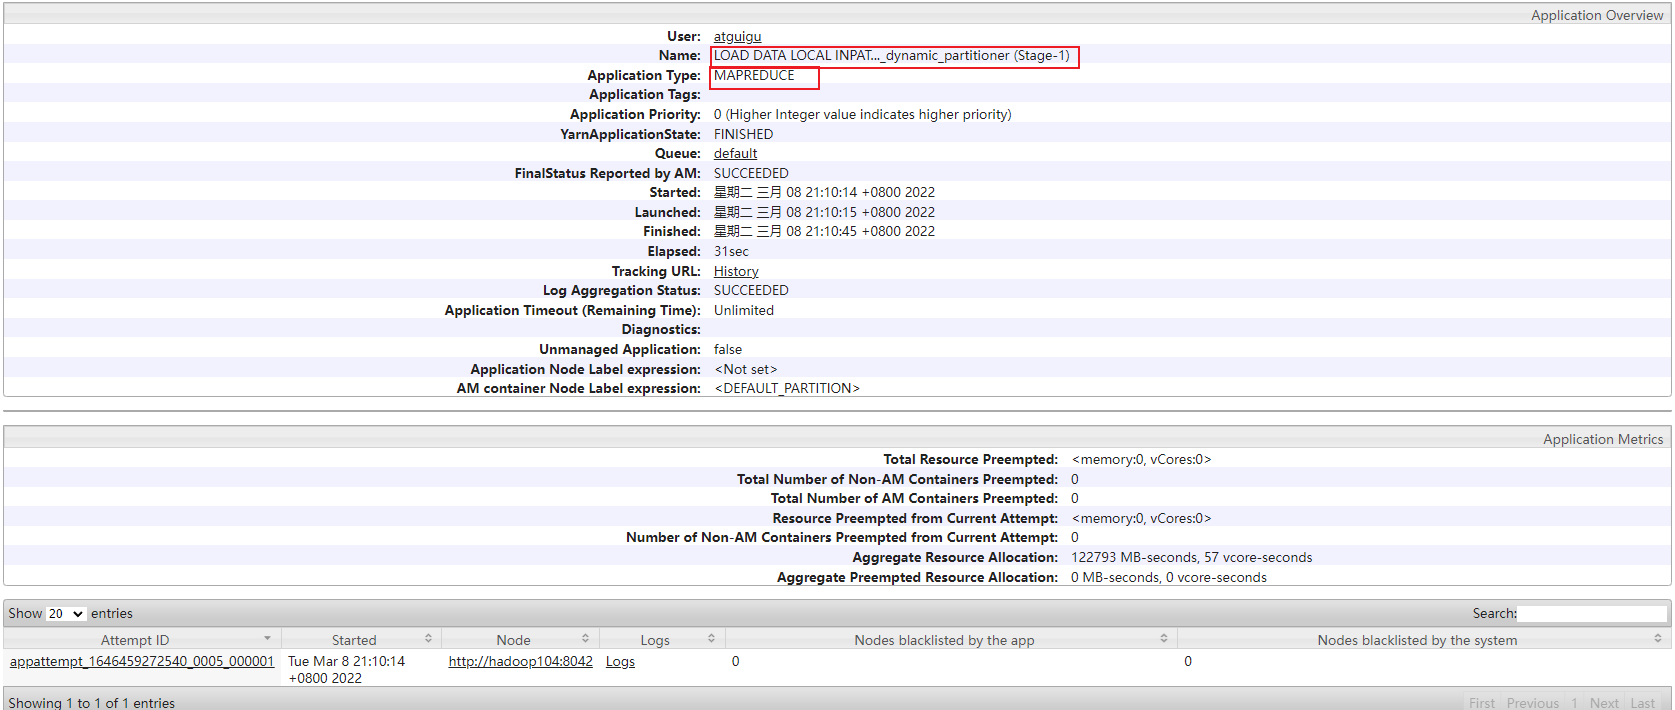 Application Overview
User: atguigu
Name: LOAD DATA LOCAL INPAT..._dynamic_partitioner (Stage-1)
Application Type: MAPREDUCE
Application Tags:
Application Priority: 0 (Higher Integer value indicates higher priority)
YarnApplicationState: FINISHED
Queue: default
FinalStatus Reported by AM: SUCCEEDED
Started: 星期二 三月 08 21:10:14 +0800 2022
Launched: 星期二 三月 08 21:10:15 +0800 2022
Finished: 星期二 三月 08 21:10:45 +0800 2022
Elapsed: 31sec
Tracking URL: History
Log Aggregation Status: SUCCEEDED
Application Timeout (Remaining Time): Unlimited
Diagnostics:
Unmanaged Application: false
Application Node Label expression: <Not set>
AM container Node Label expression: <DEFAULT_PARTITION>
Application Metrics
Total Resource Preempted: <memory:0, vCores:0>
Total Number of Non-AM Containers Preempted: 0
Total Number of AM Containers Preempted: 0
Resource Preempted from Current Attempt: <memory:0, vCores:0>
Number of Non-AM Containers Preempted from Current Attempt: 0
Aggregate Resource Allocation: 122793 MB-seconds, 57 vcore-seconds
Aggregate Preempted Resource Allocation: 0 MB-seconds, 0 vcore-seconds
Show 20 entries Search:
Attempt ID Started Node Logs Nodes blacklisted by the app Nodes blacklisted by the system
appattempt_1646459272540_0005_000001 Tue Mar 8 21:10:14 http://hadoop104:8042 Logs 0 0
+0800 2022
Showing 1 to 1 of 1 entries First Previous 1 Next Last